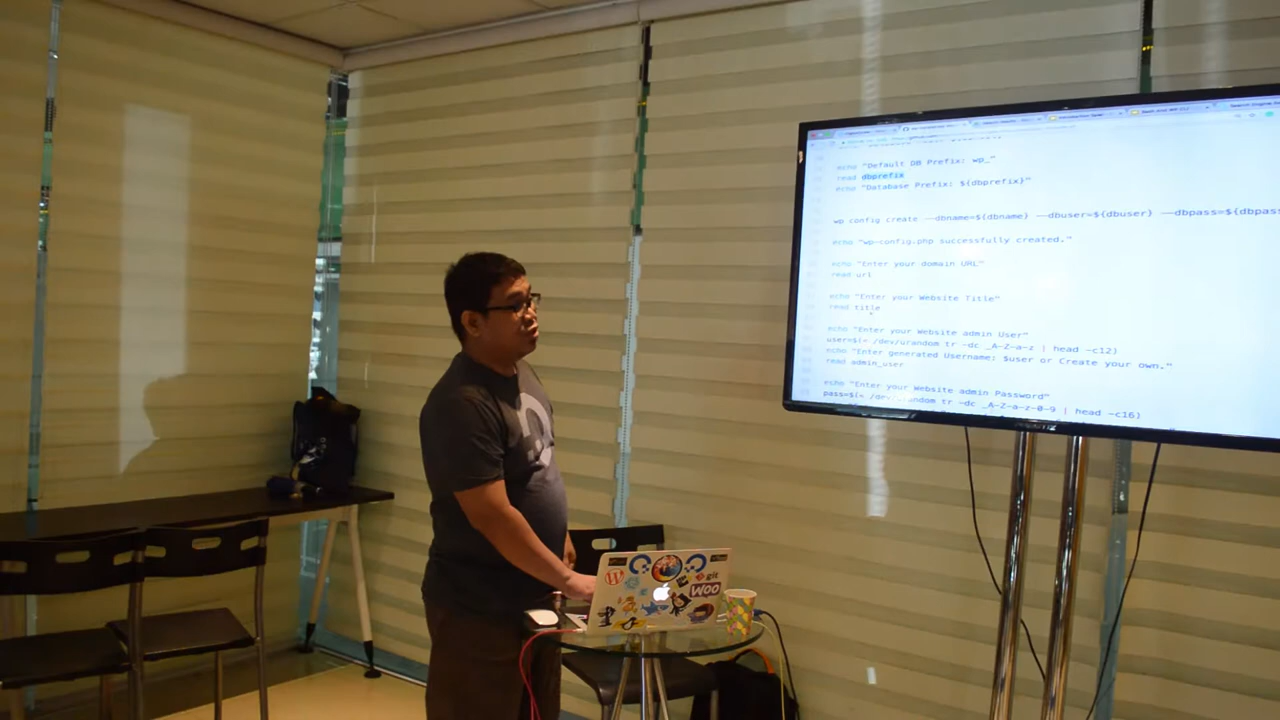 echo "Default DB Prefix: wp_"
read dbprefix
echo "Database Prefix: ${dbprefix}"
wp config create --dbname=${dbname} --dbuser=${dbuser} --dbpass=${dbpass
echo "wp-config.php successfully created."
echo "Enter your domain URL"
read url
echo "Enter your Website Title"
read title
echo "Enter your Website admin User"
user=$(< /dev/urandom tr -dc _A-Z-a-z | head -c12)
echo "Enter generated Username: $user or Create your own."
read admin_user
echo "Enter your Website admin Password"
pass=$(< /dev/urandom tr -dc _A-Z-a-z-0-9 | head -c16)
git
WOO